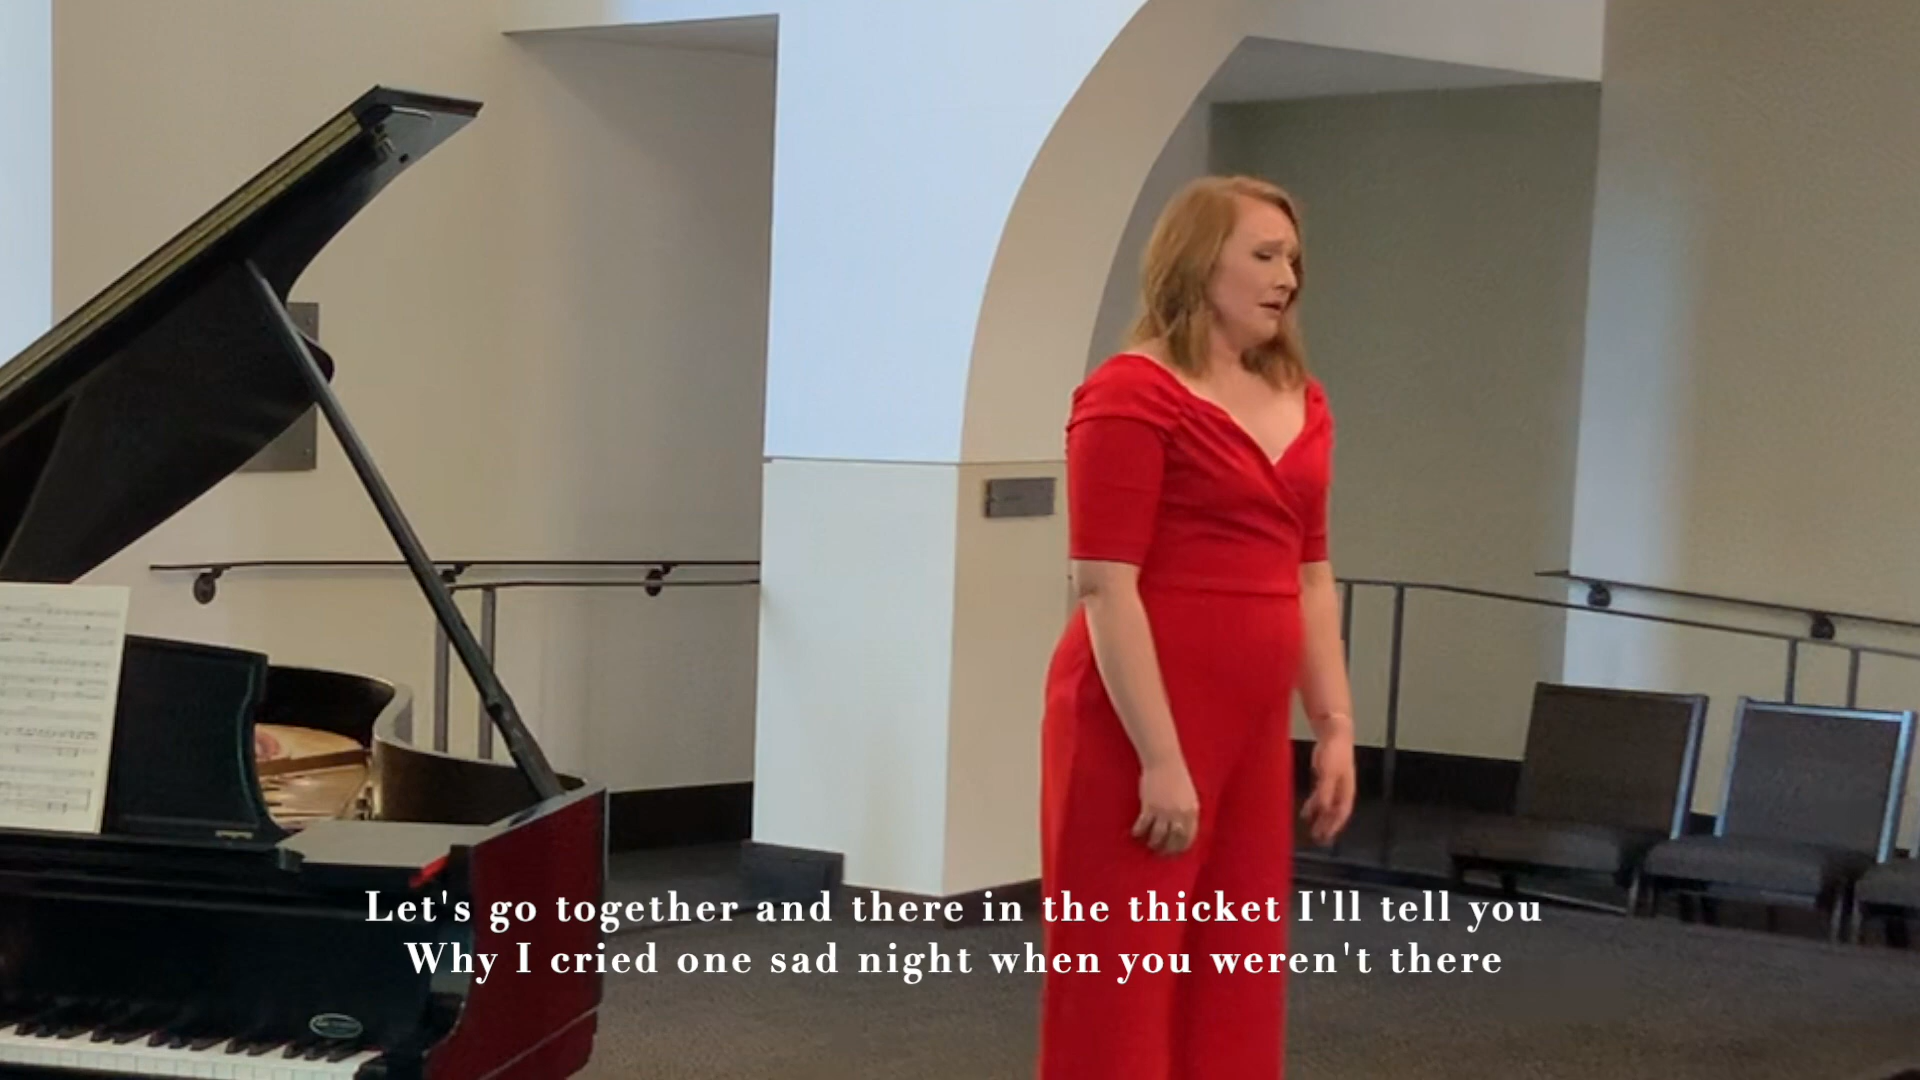 Let's go together and there in the thicket I'll tell you
Why I cried one sad night when you weren't there